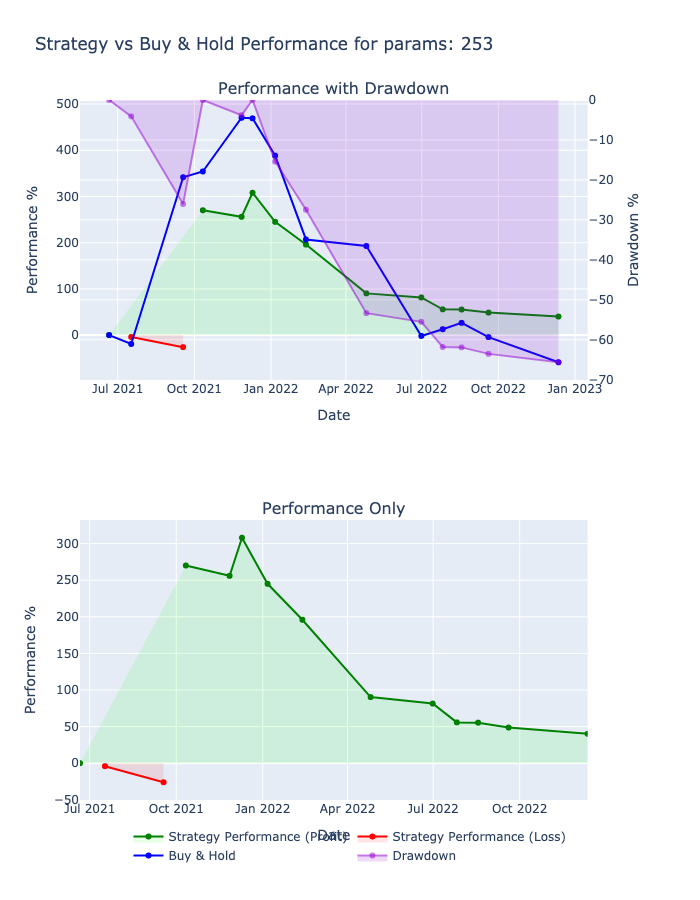 Strategy vs Buy & Hold Performance for params: 253
Performance with Drawdown
500
400
300
200
100
0
Performance %
0
−10
−20
−30
−40
−50
−60
−70
Drawdown %
Jul 2021 Oct 2021 Jan 2022 Apr 2022 Jul 2022 Oct 2022 Jan 2023
Date
Performance Only
300
250
200
150
100
50
0
−50
Performance %
Jul 2021 Oct 2021 Jan 2022 Apr 2022 Jul 2022 Oct 2022
Date
Strategy Performance (Profit) Strategy Performance (Loss)
Buy & Hold Drawdown